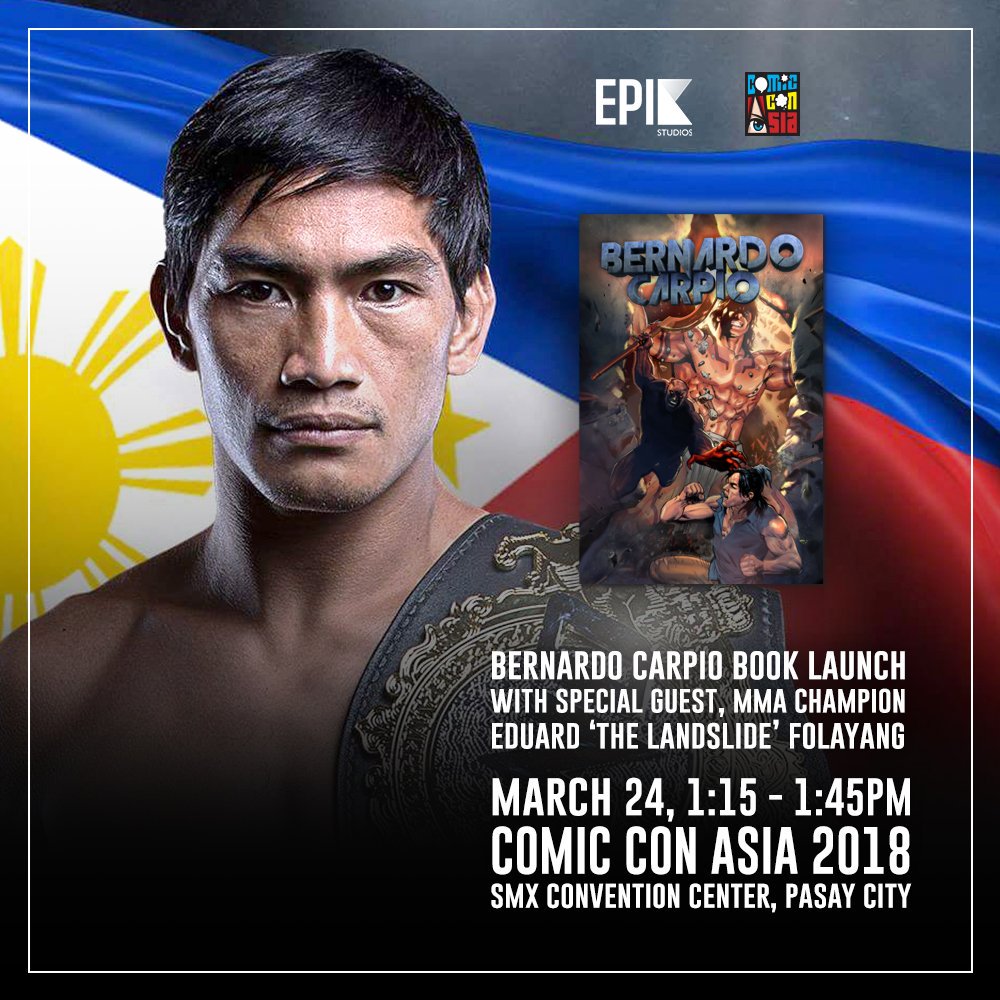 EPIK
STUDIOS
COMIC
CON
ASIA
BERNARDO
CARPIO
BERNARDO CARPIO BOOK LAUNCH
WITH SPECIAL GUEST, MMA CHAMPION
EDUARD ‘THE LANDSLIDE’ FOLAYANG
MARCH 24, 1:15 - 1:45PM
COMIC CON ASIA 2018
SMX CONVENTION CENTER, PASAY CITY